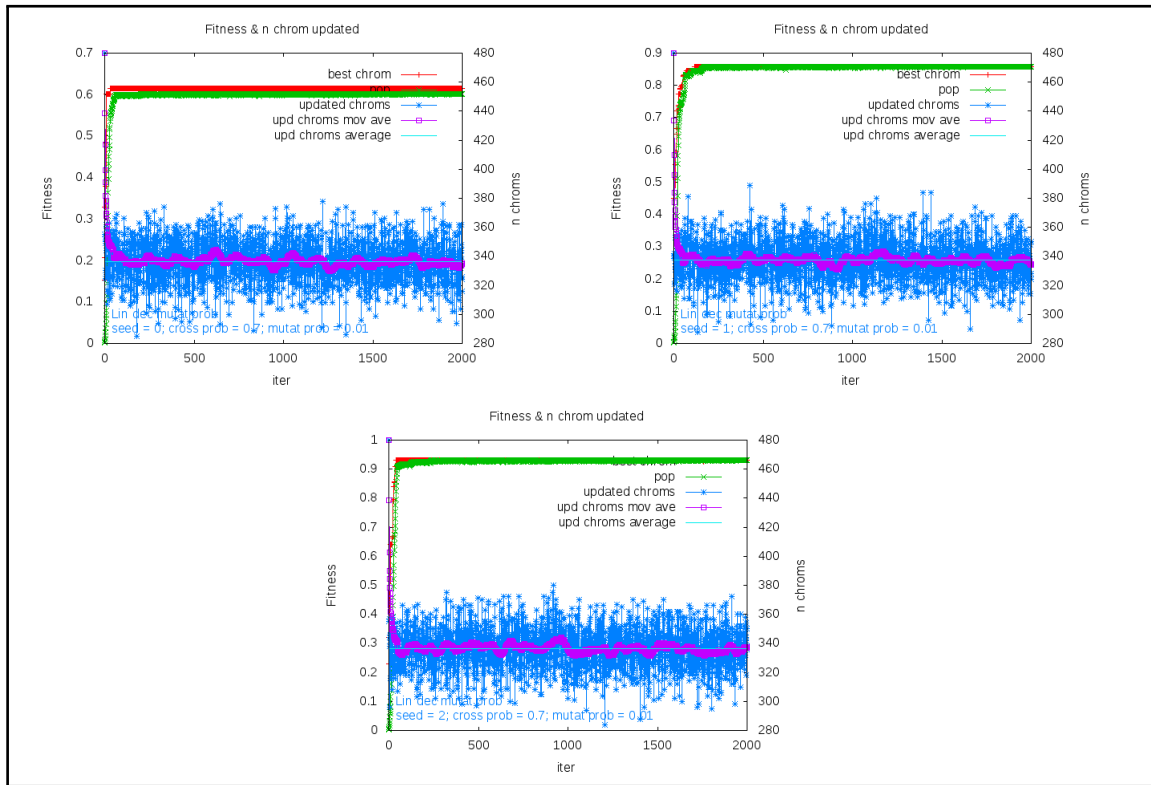 Fitness & n chrom updated
0.7
0.6
0.5
0.4
0.3
0.2
0.1
0
480
460
440
420
400
380
360
340
320
300
280
best chrom
pop
updated chroms
upd chroms mov ave
upd chroms average
Fitness
n chroms
Lin dec mutat prob
seed = 0; cross prob = 0.7; mutat prob = 0.01
0 500 1000 1500 2000
iter
Fitness & n chrom updated
0.9
0.8
0.7
0.6
0.5
0.4
0.3
0.2
0.1
0
480
460
440
420
400
380
360
340
320
300
280
best chrom
pop
updated chroms
upd chroms mov ave
upd chroms average
Fitness
n chroms
Lin dec mutat prob
seed = 1; cross prob = 0.7; mutat prob = 0.01
0 500 1000 1500 2000
iter
Fitness & n chrom updated
1
0.9
0.8
0.7
0.6
0.5
0.4
0.3
0.2
0.1
0
480
460
440
420
400
380
360
340
320
300
280
best chrom
pop
updated chroms
upd chroms mov ave
upd chroms average
Fitness
n chroms
Lin dec mutat prob
seed = 2; cross prob = 0.7; mutat prob = 0.01
0 500 1000 1500 2000
iter